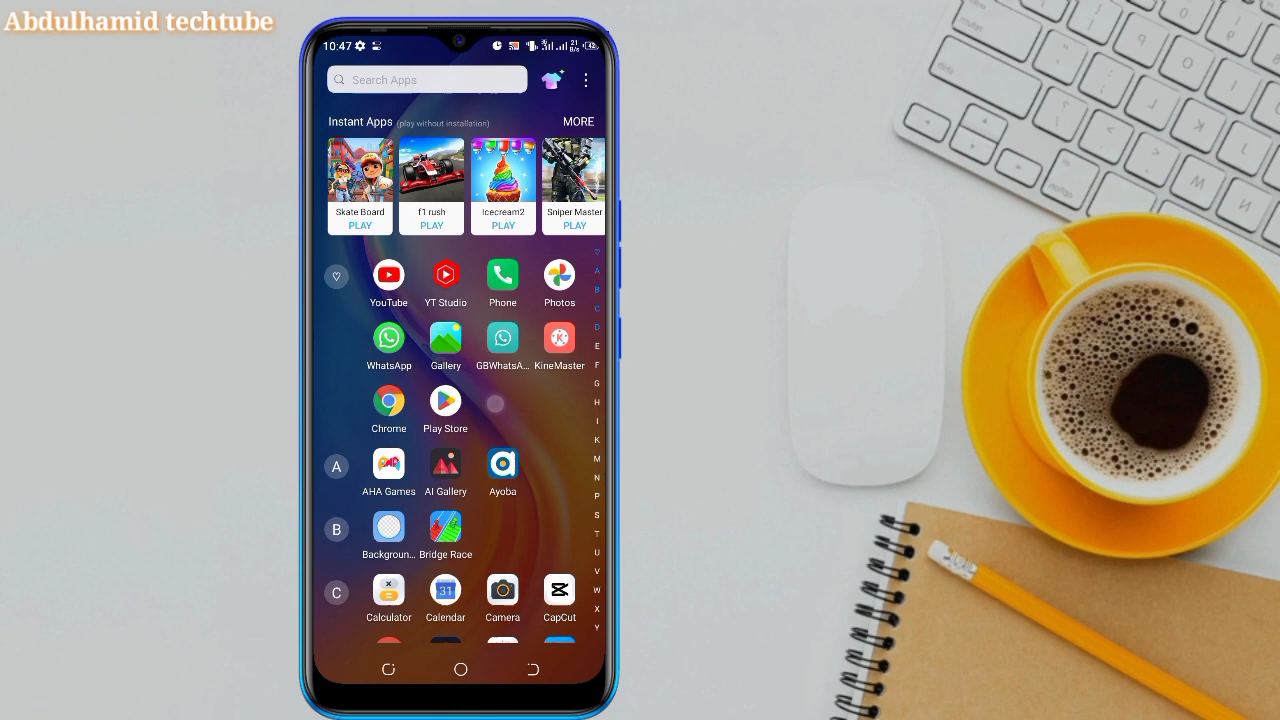 Abdulhamid techtube
10:47
Search Apps
Instant Apps (play without installation) MORE
Skate Board f1 rush Icecream2 Sniper Master
PLAY PLAY PLAY PLAY
YouTube YT Studio Phone Photos
WhatsApp Gallery GBWhatsA... KineMaster
Chrome Play Store
A
AHA Games AI Gallery Ayoba
B
Backgroun... Bridge Race
C
31
Calculator Calendar Camera CapCut
A
B
C
D
E
F
G
H
I
K
M
N
P
S
T
U
V
W
X
Y